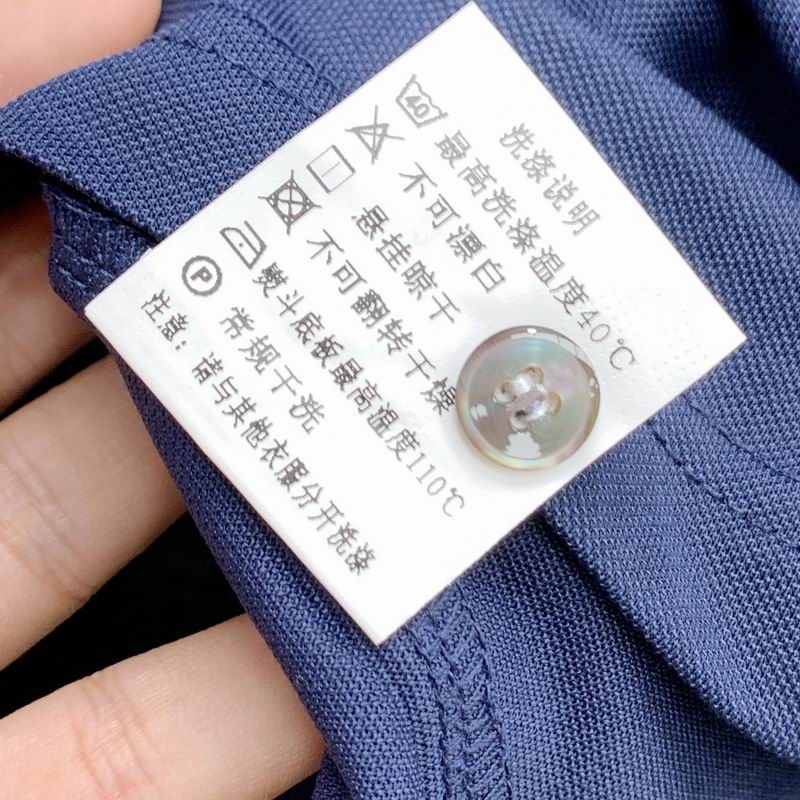 洗涤说明
40
最高洗涤温度40℃
不可漂白
悬挂晾干
不可翻转干燥
熨斗底板最高温度110℃
P
常规干洗
注意：请与其他衣服分开洗涤